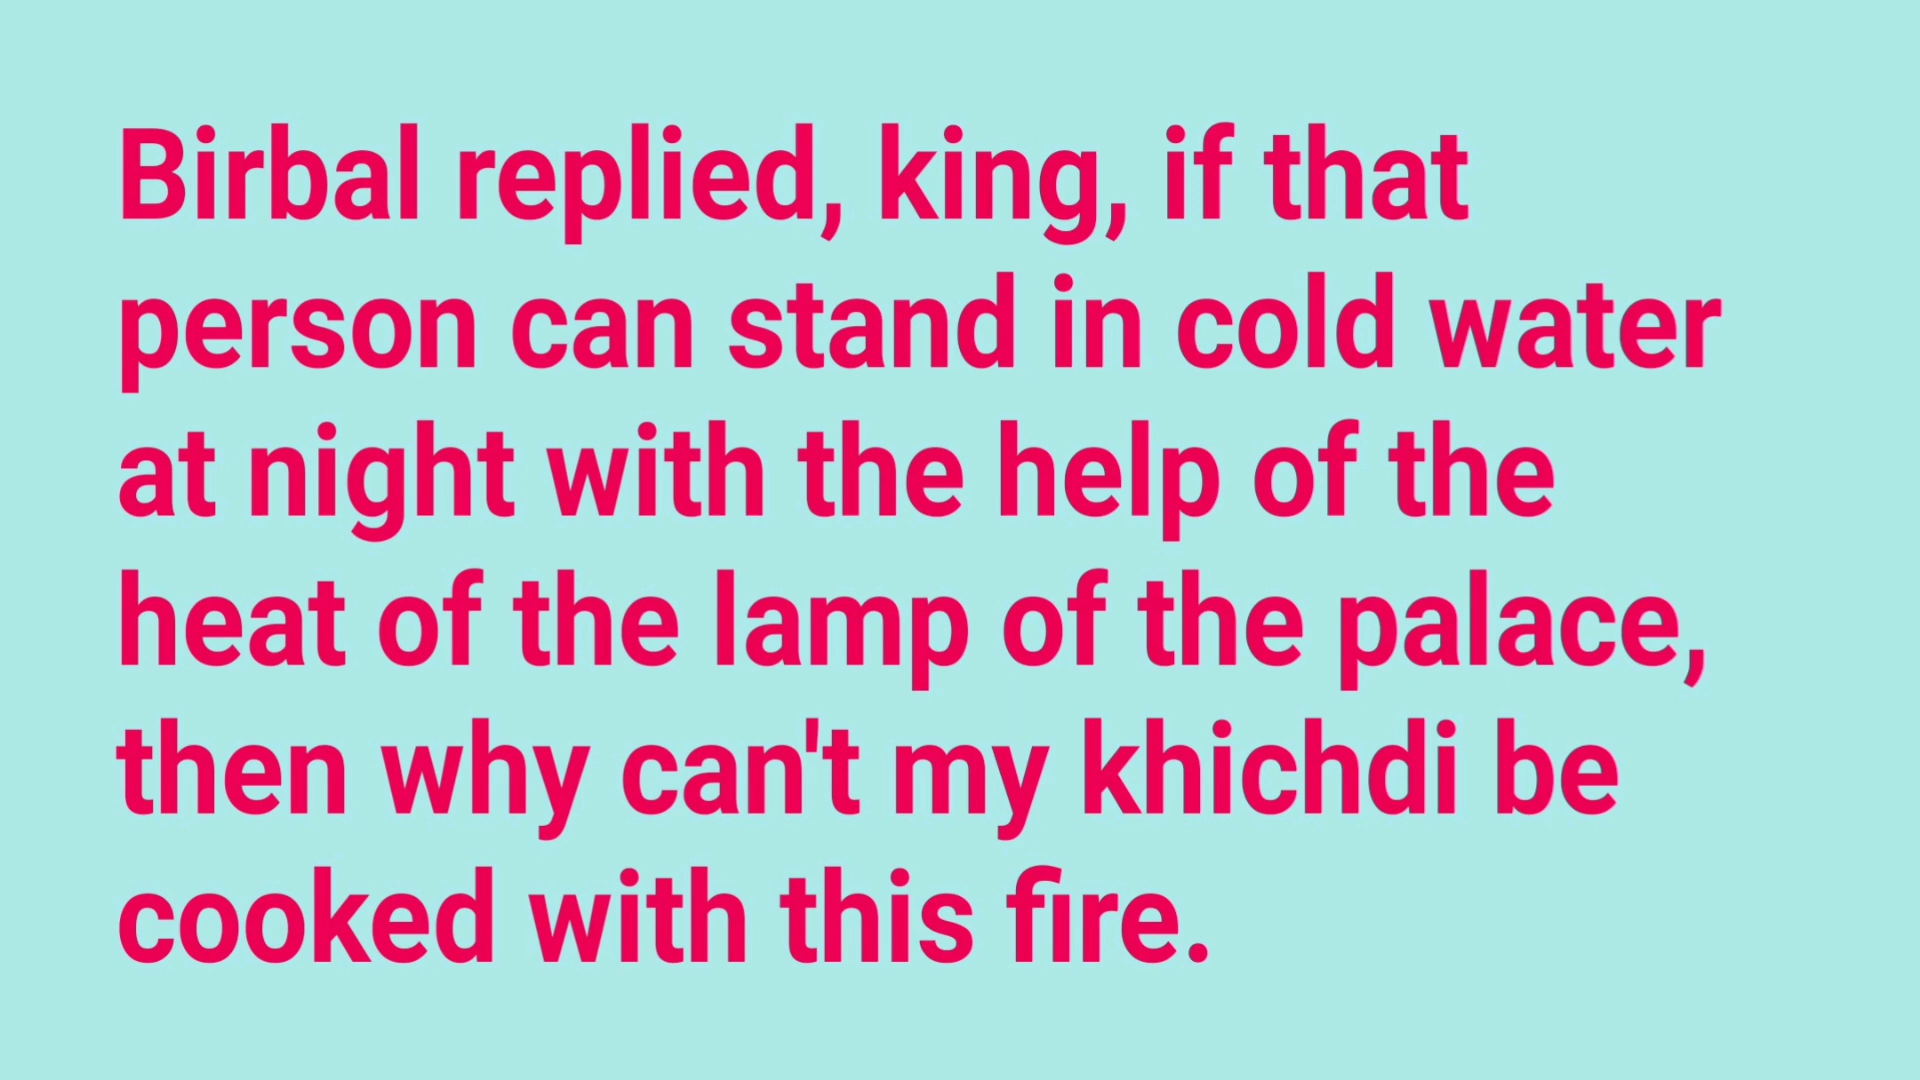 Birbal replied, king, if that
person can stand in cold water
at night with the help of the
heat of the lamp of the palace,
then why can't my khichdi be
cooked with this fire.